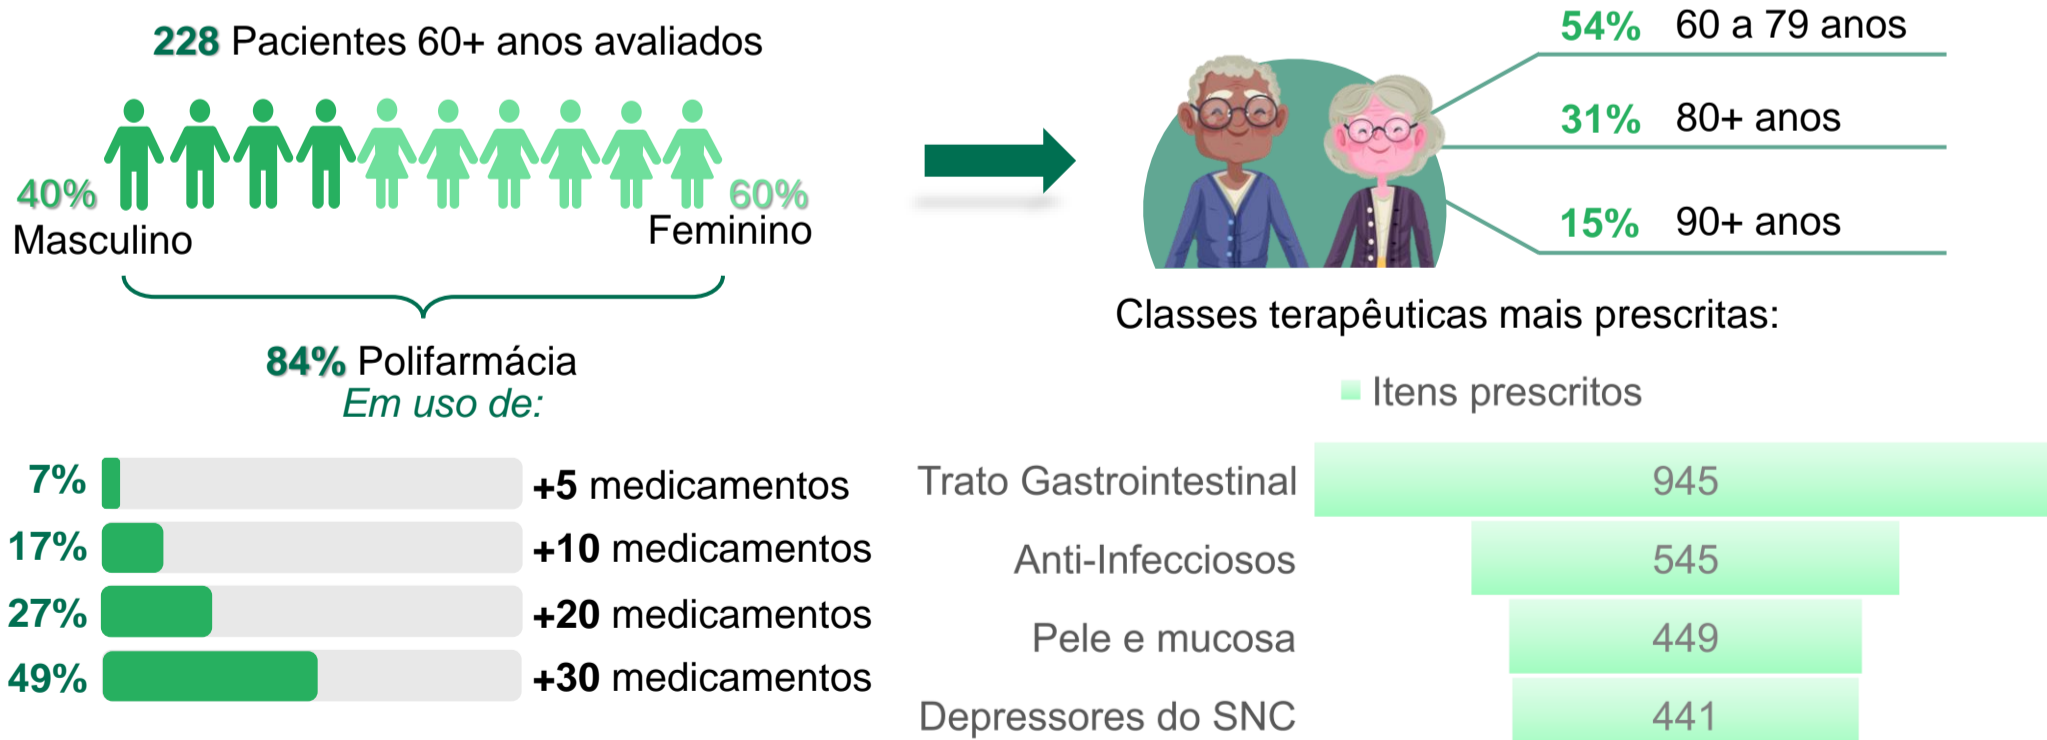 228 Pacientes 60+ anos avaliados
40%
Masculino
60%
Feminino
84% Polifarmácia
Em uso de:
7% +5 medicamentos
17% +10 medicamentos
27% +20 medicamentos
49% +30 medicamentos
54% 60 a 79 anos
31% 80+ anos
15% 90+ anos
Classes terapêuticas mais prescritas:
Itens prescritos
Trato Gastrointestinal 945
Anti-Infecciosos 545
Pele e mucosa 449
Depressores do SNC 441